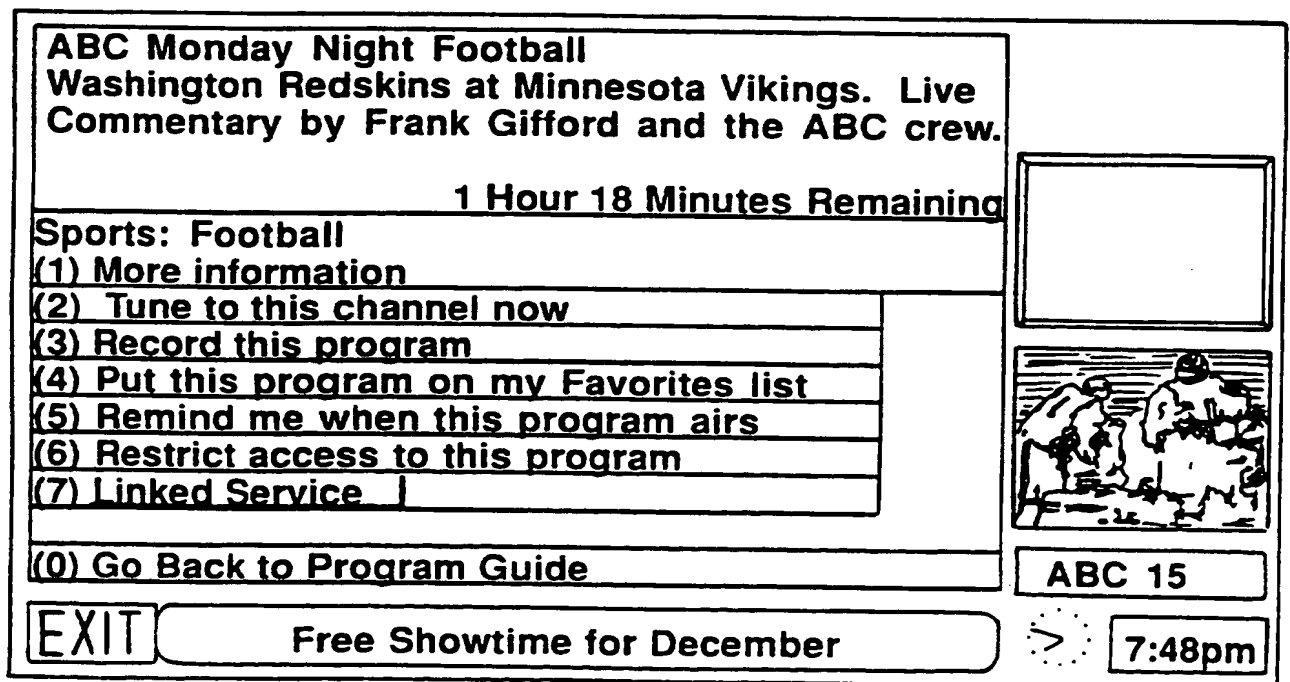 ABC Monday Night Football
Washington Redskins at Minnesota Vikings. Live
Commentary by Frank Gifford and the ABC crew.
1 Hour 18 Minutes Remaining
Sports: Football
(1) More information
(2) Tune to this channel now
(3) Record this program
(4) Put this program on my Favorites list
(5) Remind me when this program airs
(6) Restrict access to this program
(7) Linked Service
(0) Go Back to Program Guide
ABC 15
EXIT Free Showtime for December 7:48pm